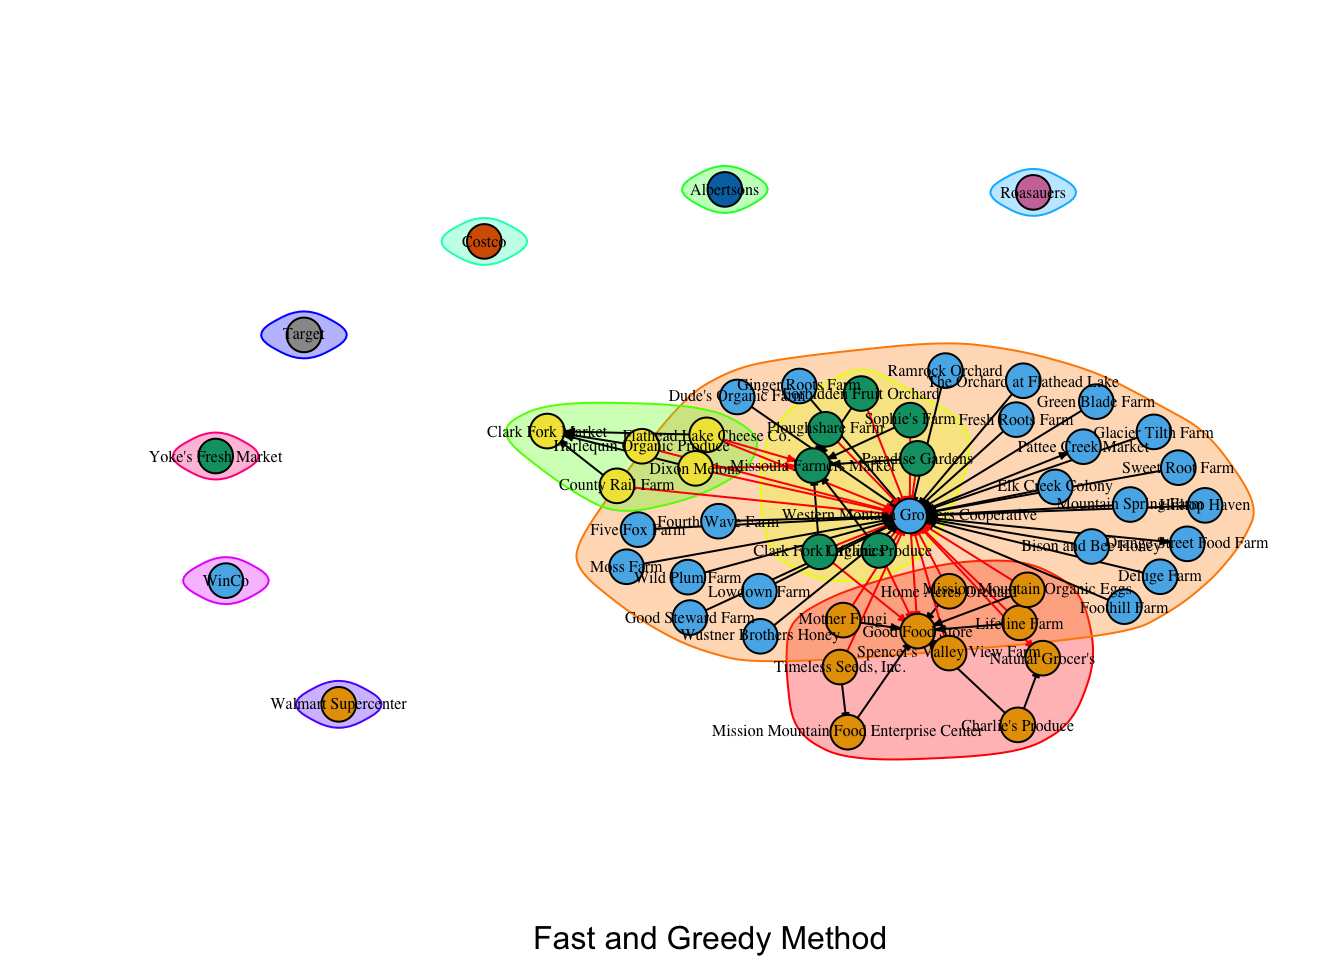 Albertsons
Roasauers
Costco
Target
Ramrock Orchard
The Orchard at Flathead Lake
Ginger Roots Farm
Dude's Organic Farm
Forbidden Fruit Orchard
Green Blade Farm
Sophie's Farm
Fresh Roots Farm
Ploughshare Farm
Clark Fork Market
Glacier Tilth Farm
Flathead Lake Cheese Co.
Harlequin Organic Produce
Pattee Creek Market
Yoke's Fresh Market
Paradise Gardens
Missoula Farmers Market
Dixon Melons
Sweet Root Farm
County Rail Farm
Elk Creek Colony
Mountain Spring Farm
Hilltop Haven
Western Montana Growers Cooperative
Fourth Wave Farm
Five Fox Farm
Orange Street Food Farm
Bison and Bee Honey
Clark Fork Organics
Lifeline Produce
Moss Farm
Wild Plum Farm
Deluge Farm
WinCo
Lowdown Farm
Home Acres Orchard
Mission Mountain Organic Eggs
Foothill Farm
Good Steward Farm
Mother Fungi
Lifeline Farm
Good Food Store
Wustner Brothers Honey
Spencer's Valley View Farm
Natural Grocer's
Timeless Seeds, Inc.
Walmart Supercenter
Charlie's Produce
Mission Mountain Food Enterprise Center
Fast and Greedy Method